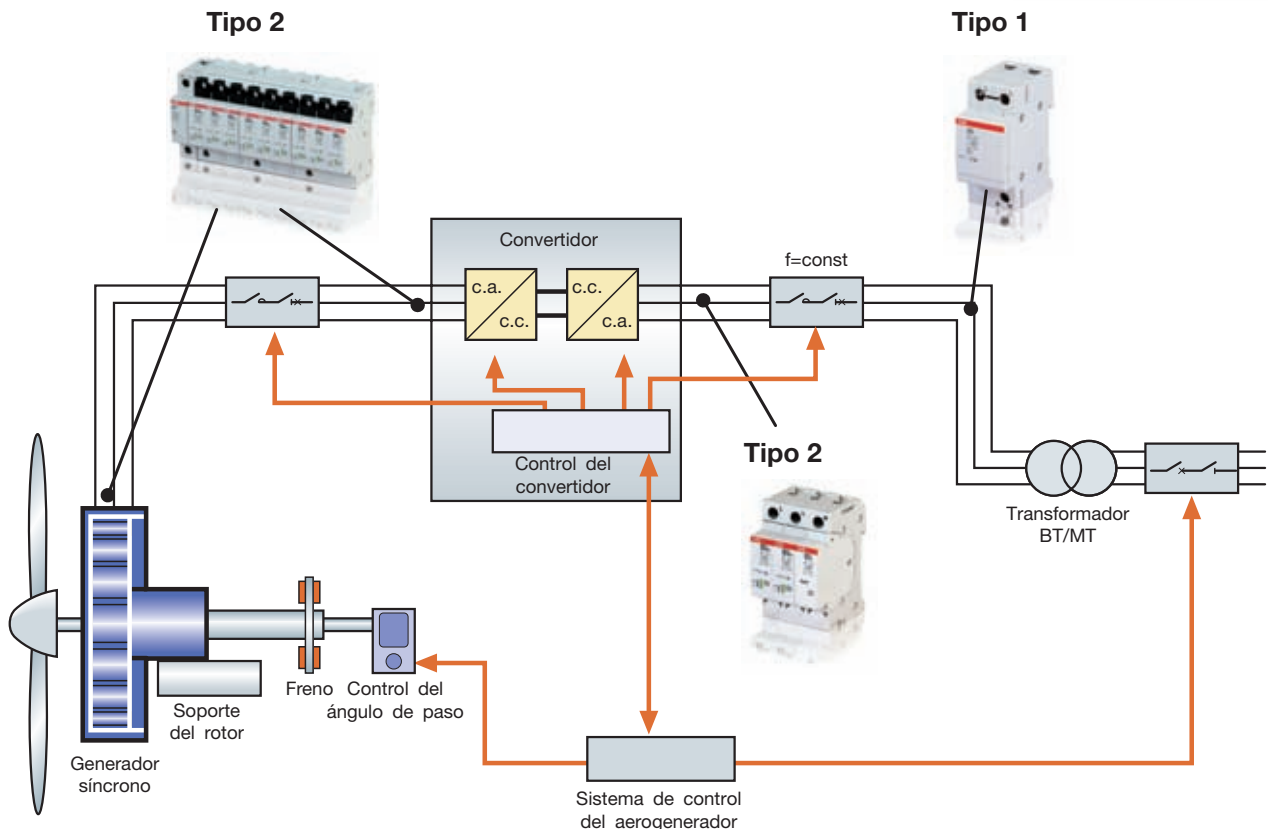 Tipo 2
Tipo 1
Convertidor
f=const
c.a.
c.c.
c.c.
c.a.
Control del
convertidor
Tipo 2
Transformador
BT/MT
Freno
Control del
ángulo de paso
Soporte
del rotor
Generador
síncrono
Sistema de control
del aerogenerador